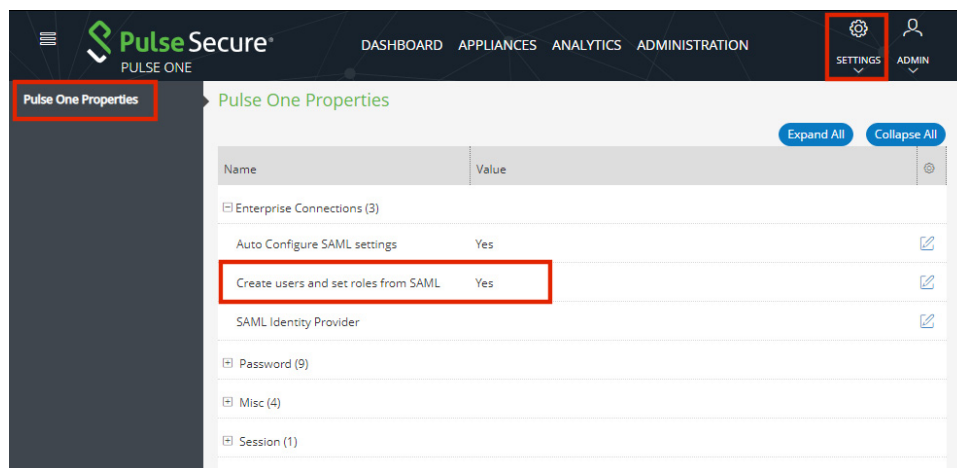 Pulse Secure®
PULSE ONE
DASHBOARD APPLIANCES ANALYTICS ADMINISTRATION
SETTINGS
ADMIN
Pulse One Properties
Pulse One Properties
Expand All
Collapse All
Name Value
Enterprise Connections (3)
Auto Configure SAML settings Yes
Create users and set roles from SAML Yes
SAML Identity Provider
Password (9)
Misc (4)
Session (1)